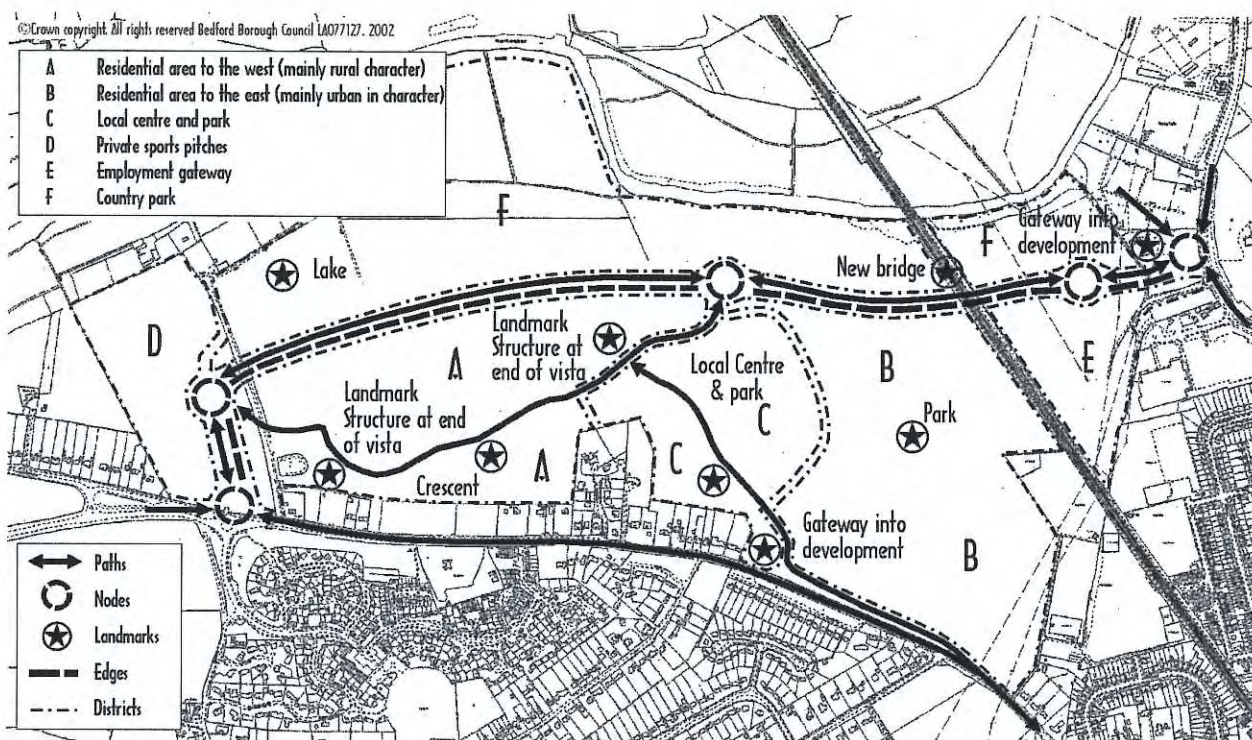 ©Crown copyright. All rights reserved Bedford Borough Council LA077127. 2002
A Residential area to the west (mainly rural character)
B Residential area to the east (mainly urban in character)
C Local centre and park
D Private sports pitches
E Employment gateway
F Country park
F
F
Gateway into
development
Lake
New bridge
D
A
Landmark
Structure at
end of vista
Local Centre
& park
B
E
Landmark
Structure at end
of vista
C
Park
A
C
Crescent
Gateway into
development
B
Paths
Nodes
Landmarks
Edges
Districts